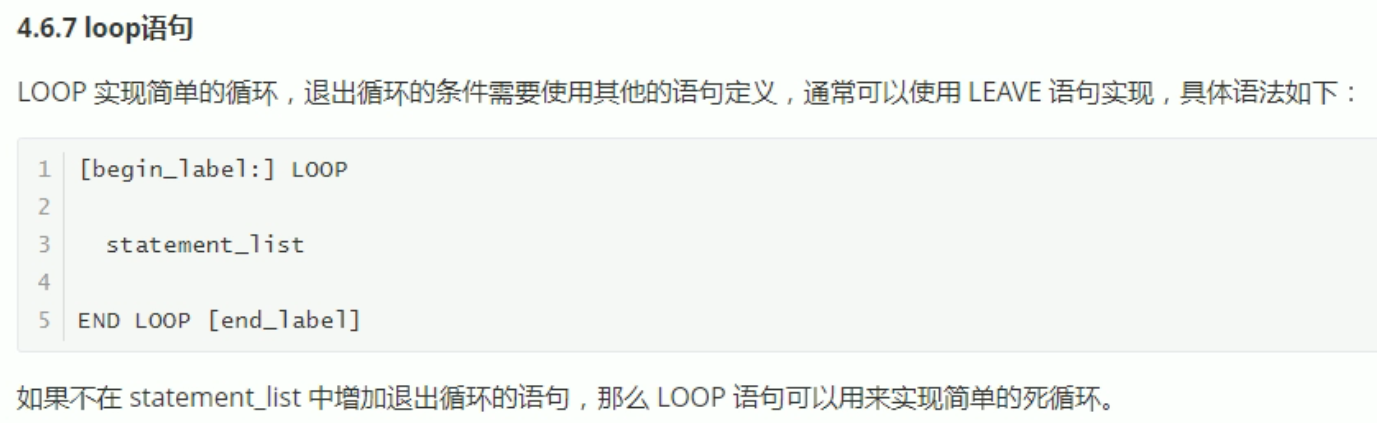 4.6.7 loop语句
LOOP 实现简单的循环，退出循环的条件需要使用其他的语句定义，通常可以使用 LEAVE 语句实现，具体语法如下：
1 [begin_label:] LOOP
2
3 statement_list
4
5 END LOOP [end_label]
如果不在 statement_list 中增加退出循环的语句，那么 LOOP 语句可以用来实现简单的死循环。